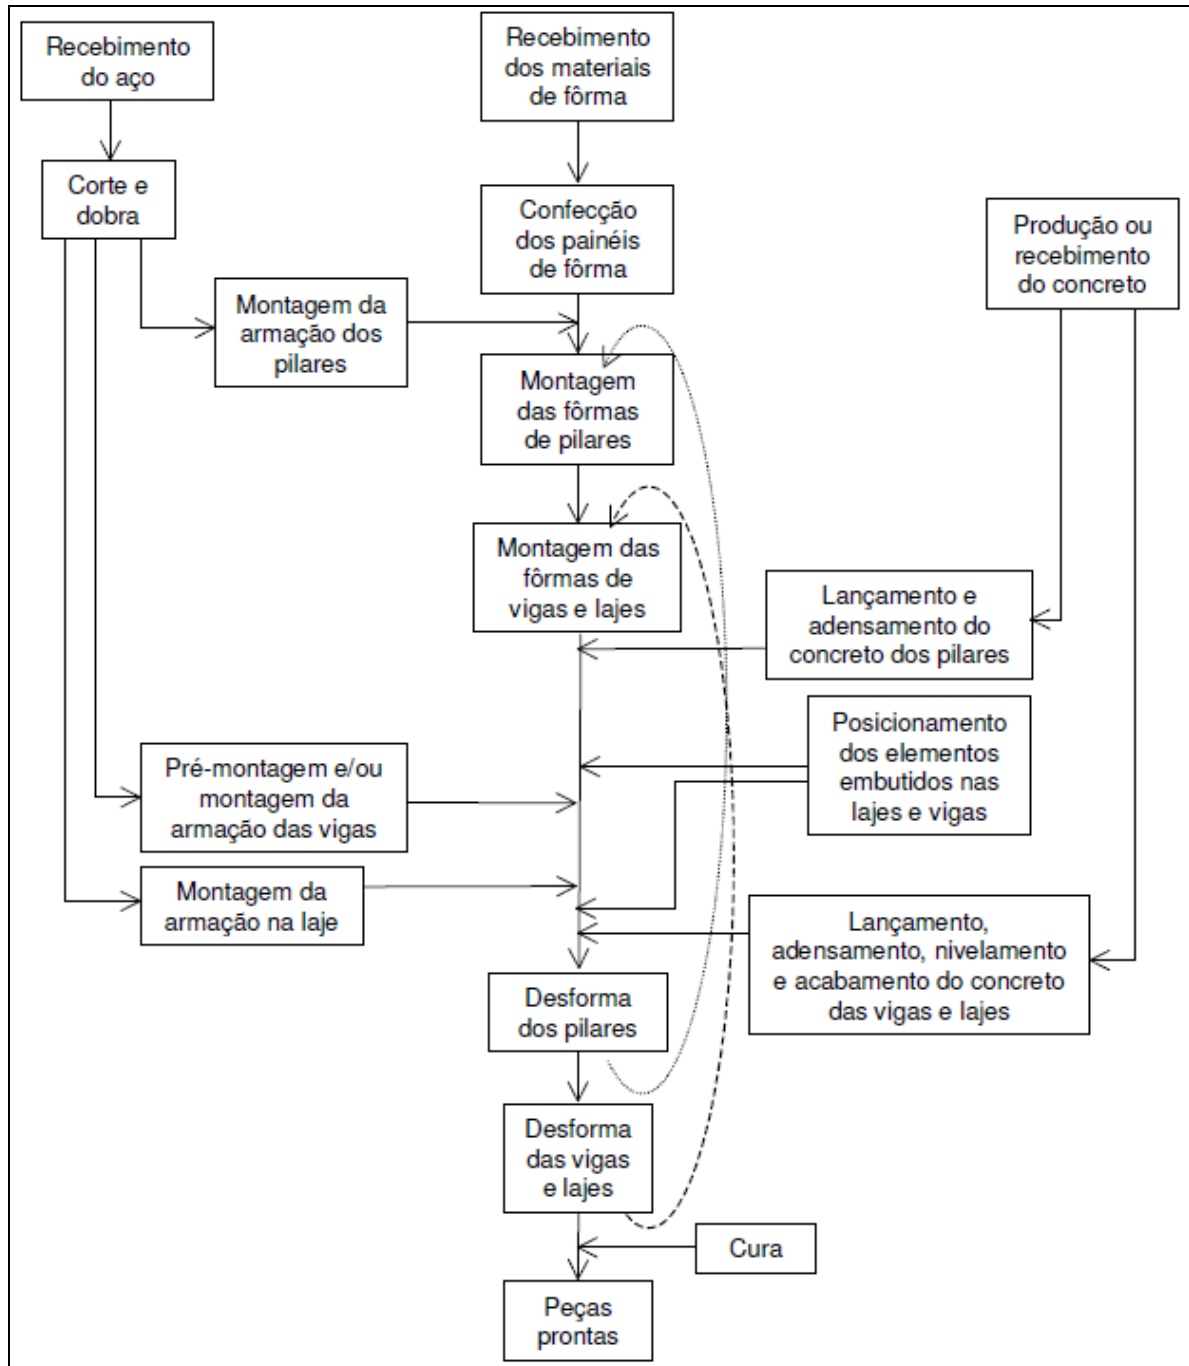 Recebimento
do aço
Recebimento
dos materiais
de fôrma
Corte e
dobra
Confecção
dos painéis
de fôrma
Produção ou
recebimento
do concreto
Montagem da
armação dos
pilares
Montagem
das fôrmas
de pilares
Montagem das
fôrmas de
vigas e lajes
Lançamento e
adensamento do
concreto dos pilares
Posicionamento
dos elementos
embutidos nas
lajes e vigas
Pré-montagem e/ou
montagem da
armação das vigas
Montagem da
armação na laje
Lançamento,
adensamento, nivelamento
e acabamento do concreto
das vigas e lajes
Desforma
dos pilares
Desforma
das vigas
e lajes
Cura
Peças
prontas